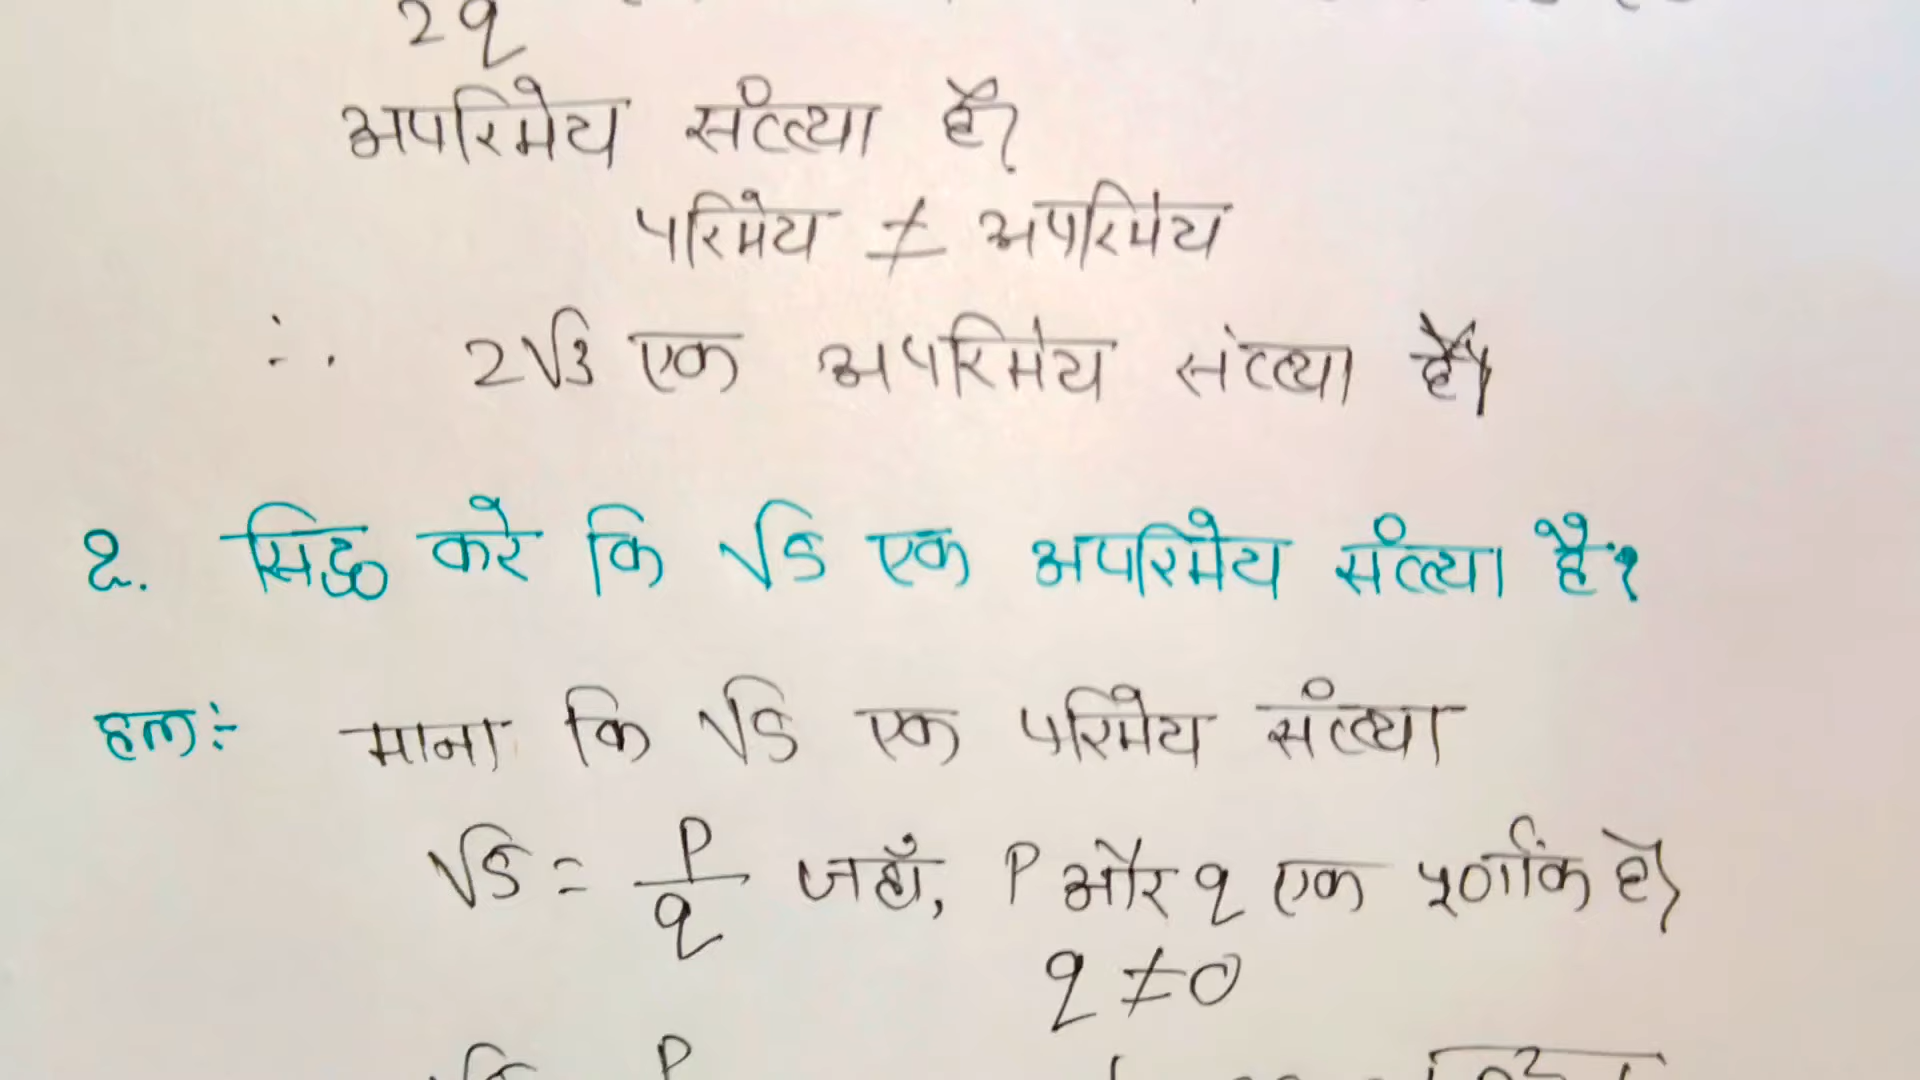 2q
अपरिमेय संख्या है।
परिमेय ≠ अपरिमेय
∴ 2√3 एक अपरिमेय संख्या है।
2. सिद्ध करे कि √5 एक अपरिमेय संख्या है?
हल:- माना कि √5 एक परिमेय संख्या
√5 = P/q जहाँ, P और q एक पूर्णांक है।
q ≠ 0
P